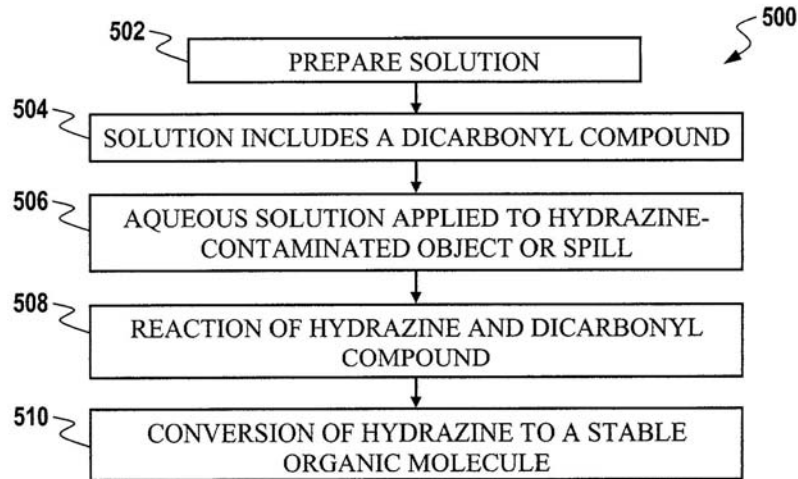 500
502
PREPARE SOLUTION
504
SOLUTION INCLUDES A DICARBONYL COMPOUND
506
AQUEOUS SOLUTION APPLIED TO HYDRAZINE-
CONTAMINATED OBJECT OR SPILL
508
REACTION OF HYDRAZINE AND DICARBONYL
COMPOUND
510
CONVERSION OF HYDRAZINE TO A STABLE
ORGANIC MOLECULE